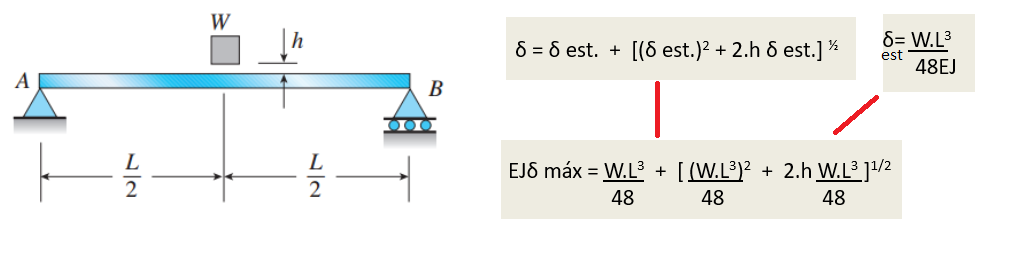 W
h
A
B
L
2
L
2
δ = δ est. + [(δ est.)² + 2.h δ est.] ½
δ= W.L³
est
48EJ
EJδ máx = W.L³ + [ (W.L³)² + 2.h W.L³ ]1/2
48 48 48